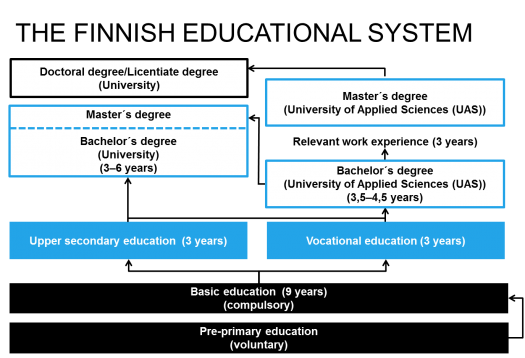 THE FINNISH EDUCATIONAL SYSTEM
Doctoral degree/Licentiate degree
(University)
Master´s degree
Bachelor´s degree
(University)
(3–6 years)
Master´s degree
(University of Applied Sciences (UAS))
Relevant work experience (3 years)
Bachelor´s degree
(University of Applied Sciences (UAS))
(3,5–4,5 years)
Upper secondary education (3 years)
Vocational education (3 years)
Basic education (9 years)
(compulsory)
Pre-primary education
(voluntary)